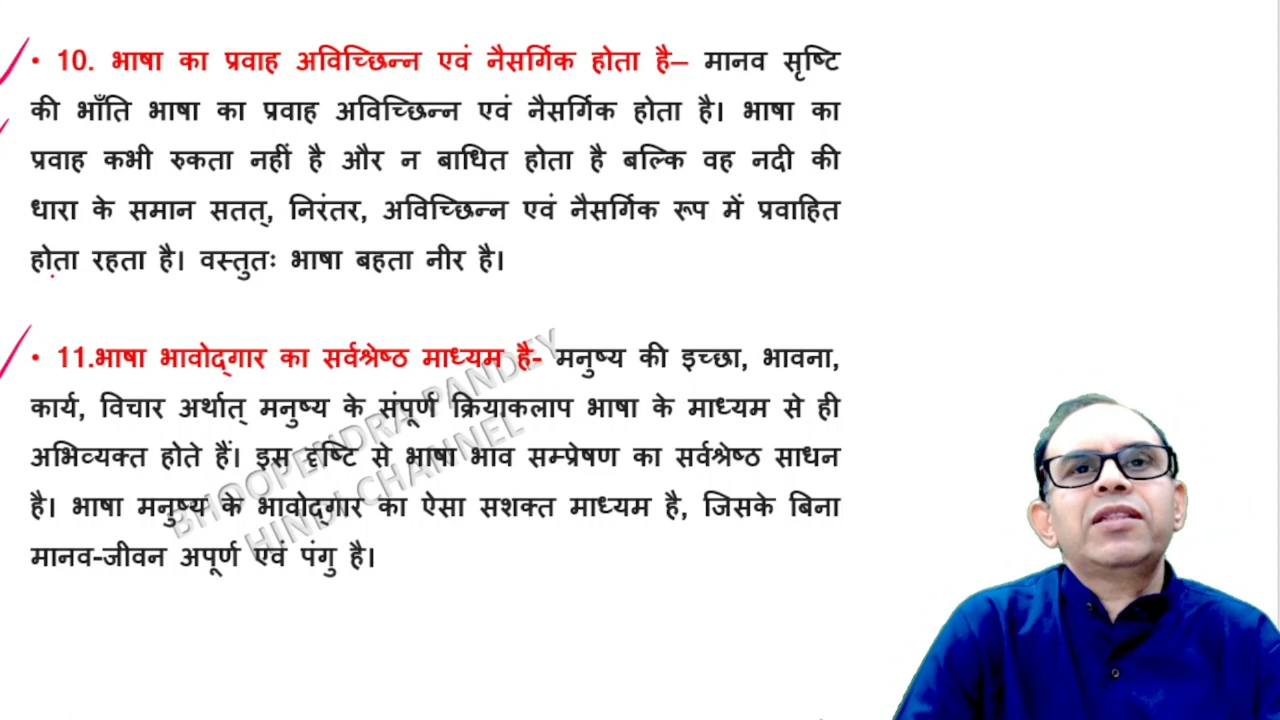 • 10. भाषा का प्रवाह अविच्छिन्न एवं नैसर्गिक होता है– मानव सृष्टि
की भाँति भाषा का प्रवाह अविच्छिन्न एवं नैसर्गिक होता है। भाषा का
प्रवाह कभी रुकता नहीं है और न बाधित होता है बल्कि वह नदी की
धारा के समान सतत्, निरंतर, अविच्छिन्न एवं नैसर्गिक रूप में प्रवाहित
होता रहता है। वस्तुतः भाषा बहता नीर है।
• 11.भाषा भावोद्‌गार का सर्वश्रेष्ठ माध्यम है- मनुष्य की इच्छा, भावना,
कार्य, विचार अर्थात् मनुष्य के संपूर्ण क्रियाकलाप भाषा के माध्यम से ही
अभिव्यक्त होते हैं। इस दृष्टि से भाषा भाव सम्प्रेषण का सर्वश्रेष्ठ साधन
है। भाषा मनुष्य के भावोद्‌गार का ऐसा सशक्त माध्यम है, जिसके बिना
मानव-जीवन अपूर्ण एवं पंगु है।
BHOOPENDRA PANDEY
HINDI CHANNEL